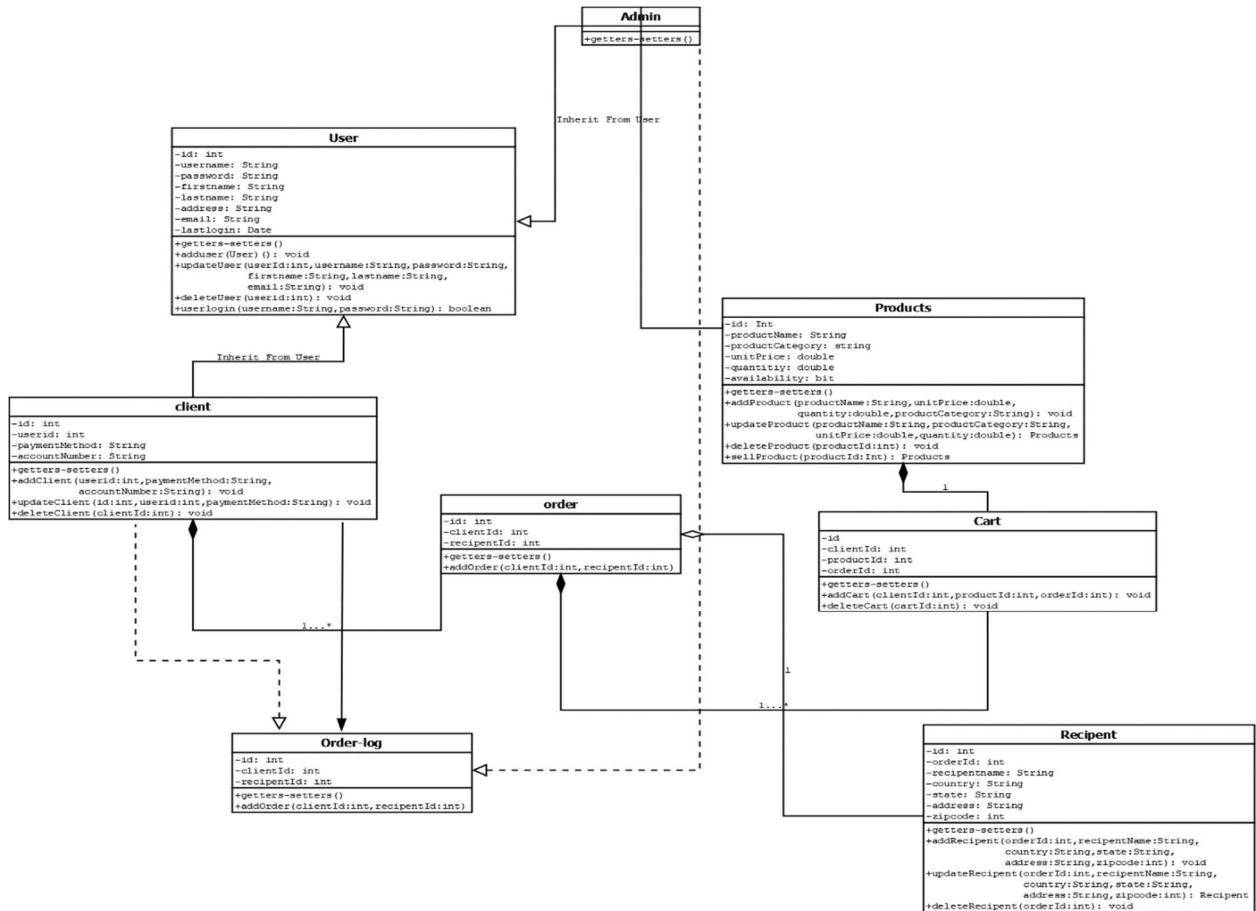 Admin
+getters-setters()
Inherit From User
User
-id: int
-username: String
-password: String
-firstname: String
-lastname: String
-address: String
-email: String
-lastlogin: Date
+getters-setters()
+adduser(User)(): void
+updateUser(userId:int,username:String,password:String,
firstname:String,lastname:String,
email:String): void
+deleteUser(userid:int): void
+userlogin(username:String,password:String): boolean
Inherit From User
Products
-id: Int
-productName: String
-productCategory: string
-unitPrice: double
-quantitiy: double
-availability: bit
+getters-setters()
+addProduct(productName:String,unitPrice:double,
quantity:double,productCategory:String): void
+updateProduct(productName:String,productCategory:String,
unitPrice:double,quantity:double): Products
+deleteProduct(productId:int): void
+sellProduct(productId:Int): Products
1
client
-id: int
-userid: int
-paymentMethod: String
-accountNumber: String
+getters-setters()
+addClient(userid:int,paymentMethod:String,
accountNumber:String): void
+updateClient(id:int,userid:int,paymentMethod:String): void
+deleteClient(clientId:int): void
order
-id: int
-clientId: int
-recipentId: int
+getters-setters()
+addOrder(clientId:int,recipentId:int)
Cart
-id
-clientId: int
-productId: int
-orderId: int
+getters-setters()
+addCart(clientId:int,productId:int,orderId:int): void
+deleteCart(cartId:int): void
1...*
1
1...*
Order-log
-id: int
-clientId: int
-recipentId: int
+getters-setters()
+addOrder(clientId:int,recipentId:int)
Recipent
-id: int
-orderId: int
-recipentname: String
-country: String
-state: String
-address: String
-zipcode: int
+getters-setters()
+addRecipent(orderId:int,recipentName:String,
country:String,state:String,
address:String,zipcode:int): void
+updateRecipent(orderId:int,recipentName:String,
country:String,state:String,
address:String,zipcode:int): Recipent
+deleteRecipent(orderId:int): void